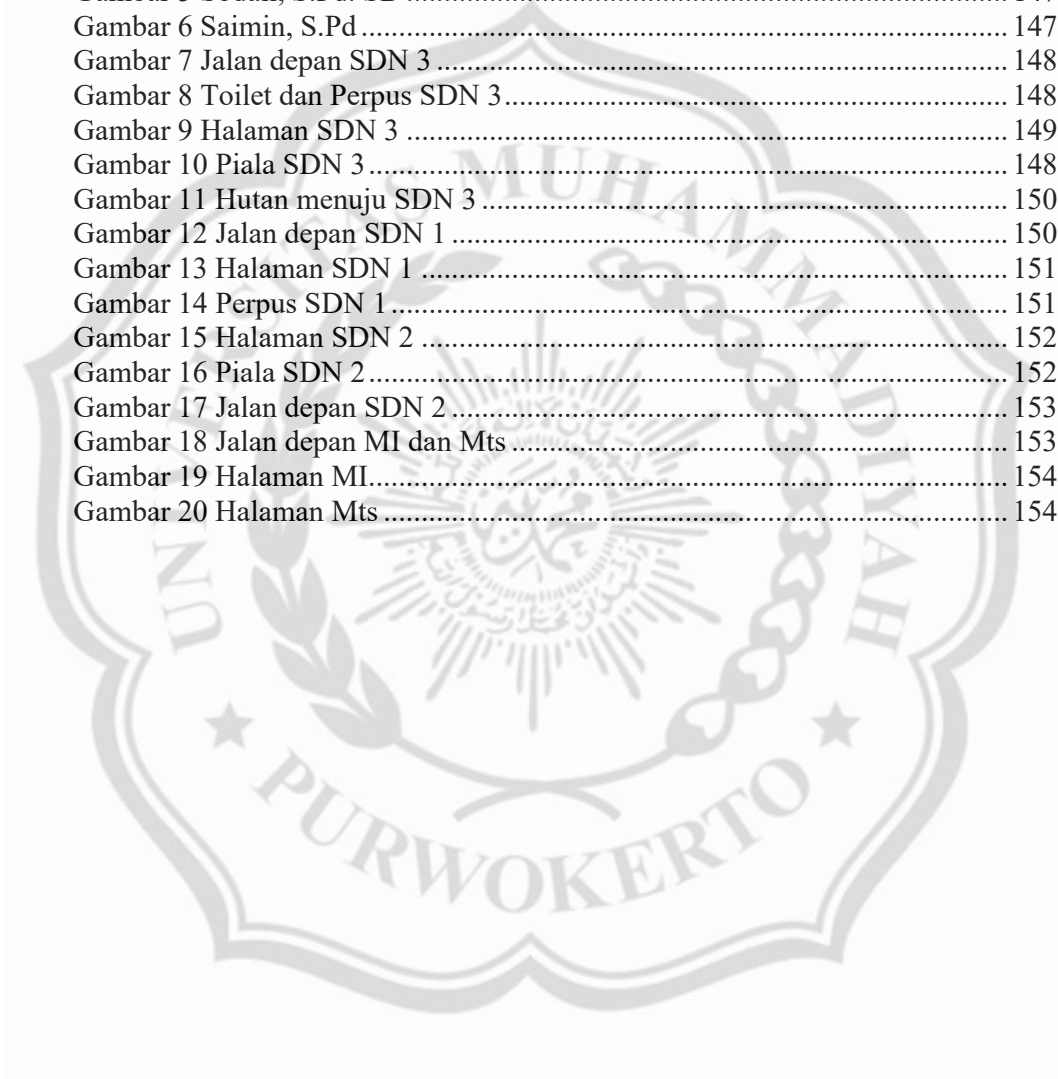 Gambar 6 Saimin, S.Pd ........ 147
Gambar 7 Jalan depan SDN 3 ........ 148
Gambar 8 Toilet dan Perpus SDN 3 ........ 148
Gambar 9 Halaman SDN 3 ........ 149
Gambar 10 Piala SDN 3 ........ 148
Gambar 11 Hutan menuju SDN 3 ........ 150
Gambar 12 Jalan depan SDN 1 ........ 150
Gambar 13 Halaman SDN 1 ........ 151
Gambar 14 Perpus SDN 1 ........ 151
Gambar 15 Halaman SDN 2 ........ 152
Gambar 16 Piala SDN 2 ........ 152
Gambar 17 Jalan depan SDN 2 ........ 153
Gambar 18 Jalan depan MI dan Mts ........ 153
Gambar 19 Halaman MI ........ 154
Gambar 20 Halaman Mts ........ 154
UNIVERSITAS MUHAMMADIYAH
PURWOKERTO